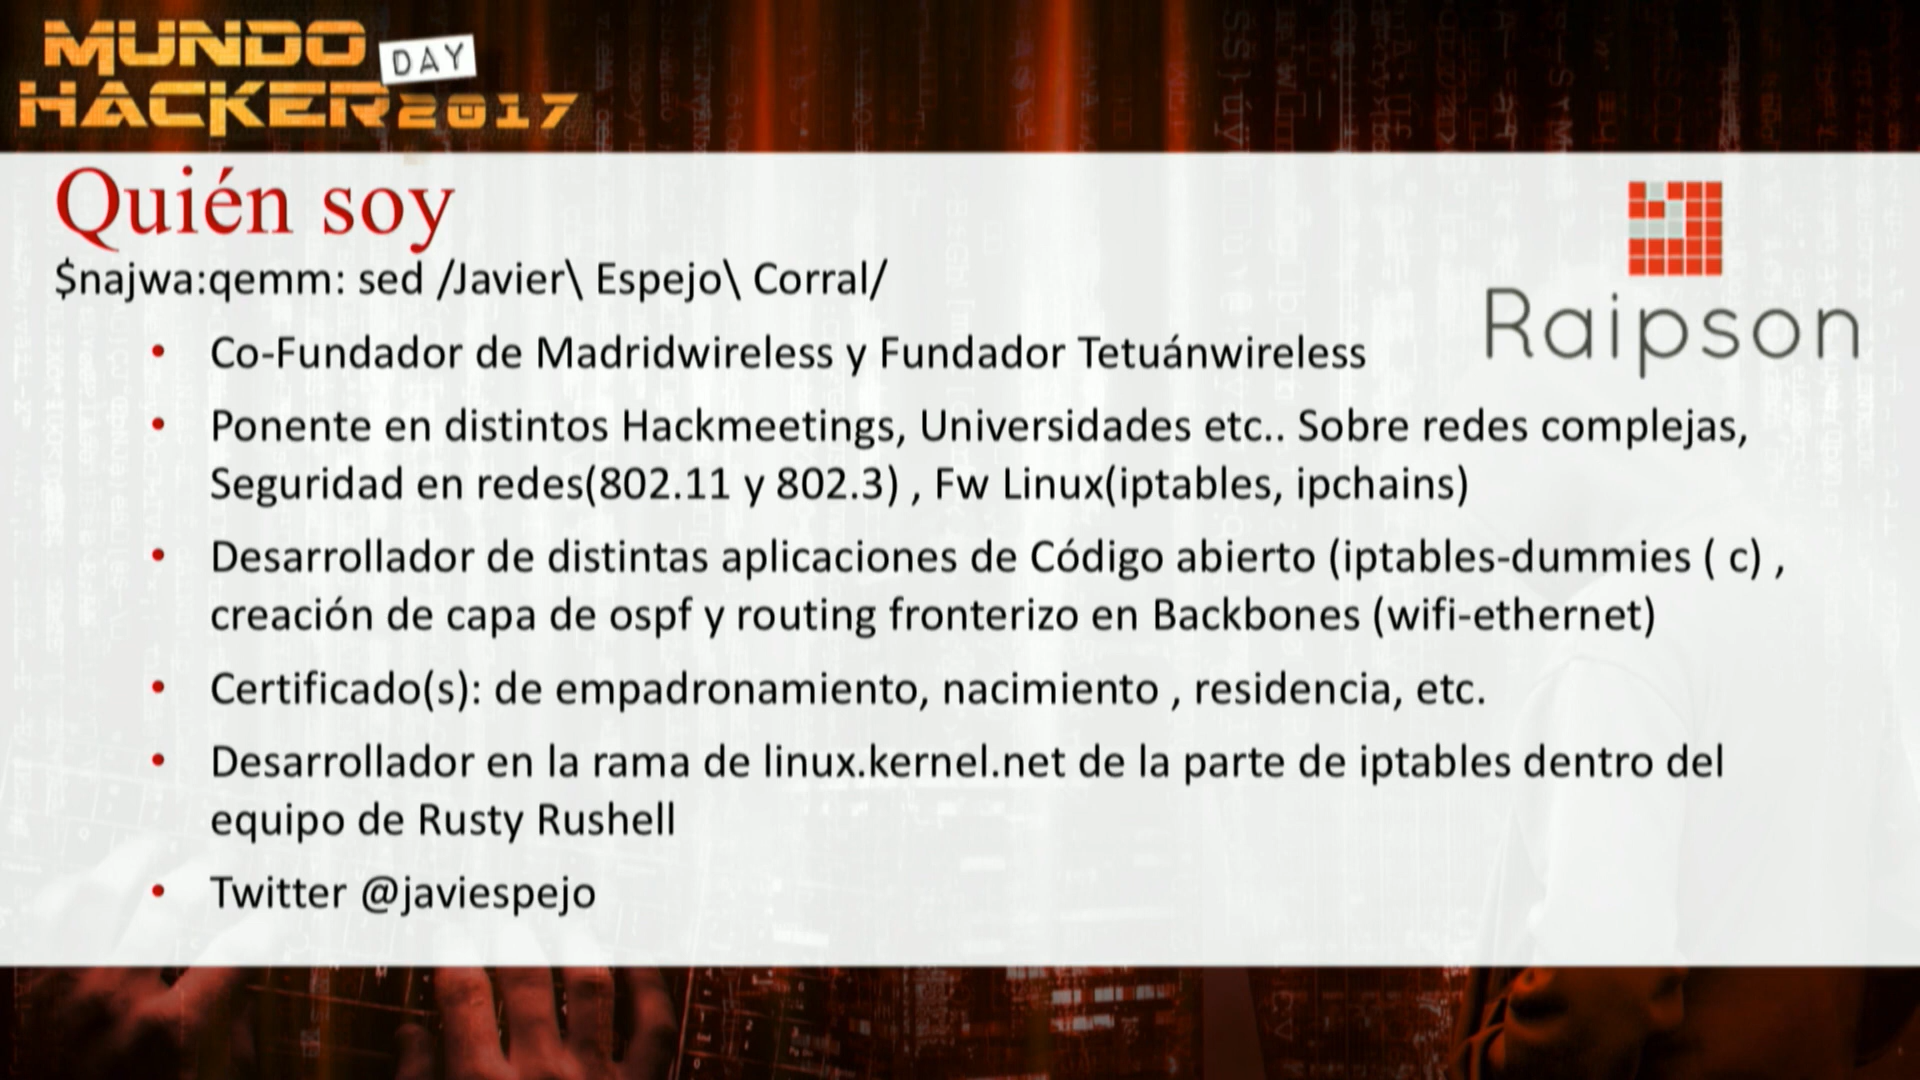 MUNDO
DAY
HACKER 2017
Quién soy
$najwa:qemm: sed /Javier\ Espejo\ Corral/
Raipson
• Co-Fundador de Madridwireless y Fundador Tetuánwireless
• Ponente en distintos Hackmeetings, Universidades etc.. Sobre redes complejas,
Seguridad en redes(802.11 y 802.3) , Fw Linux(iptables, ipchains)
• Desarrollador de distintas aplicaciones de Código abierto (iptables-dummies ( c) ,
creación de capa de ospf y routing fronterizo en Backbones (wifi-ethernet)
• Certificado(s): de empadronamiento, nacimiento , residencia, etc.
• Desarrollador en la rama de linux.kernel.net de la parte de iptables dentro del
equipo de Rusty Rushell
• Twitter @javiespejo